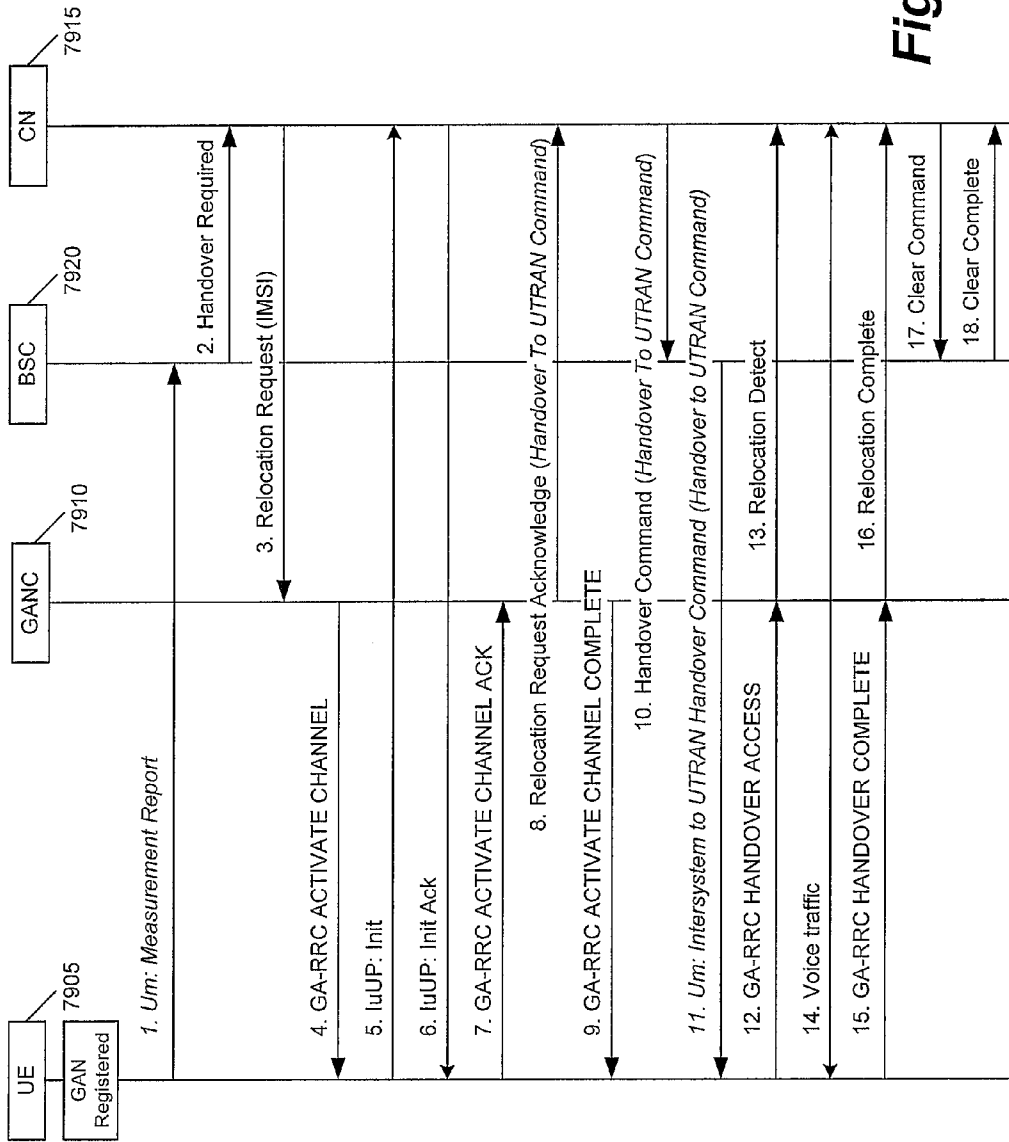 UE
7905
GAN
Registered
GANC
7910
BSC
7920
CN
7915
1. Um: Measurement Report
2. Handover Required
3. Relocation Request (IMSI)
4. GA-RRC ACTIVATE CHANNEL
5. IuUP: Init
6. IuUP: Init Ack
7. GA-RRC ACTIVATE CHANNEL ACK
8. Relocation Request Acknowledge (Handover To UTRAN Command)
9. GA-RRC ACTIVATE CHANNEL COMPLETE
10. Handover Command (Handover To UTRAN Command)
11. Um: Intersystem to UTRAN Handover Command (Handover to UTRAN Command)
12. GA-RRC HANDOVER ACCESS
13. Relocation Detect
14. Voice traffic
15. GA-RRC HANDOVER COMPLETE
16. Relocation Complete
17. Clear Command
18. Clear Complete
Fig